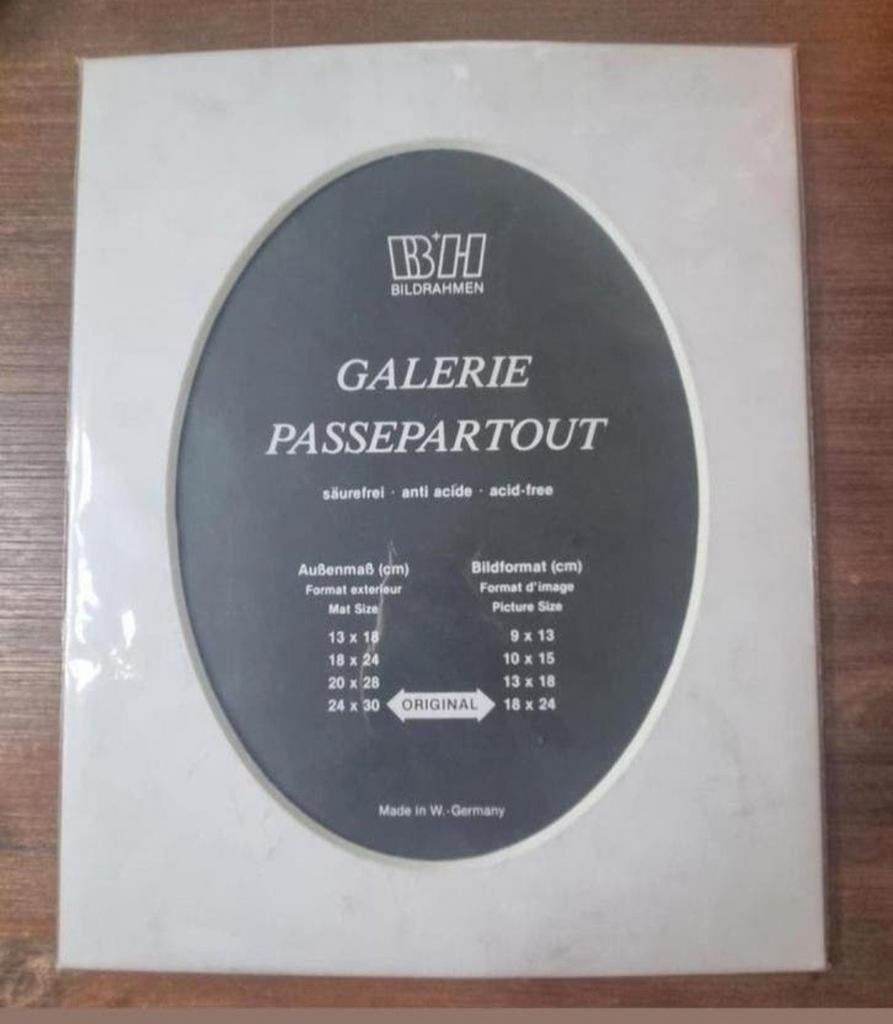 B+H
BILDRAHMEN
GALERIE
PASSEPARTOUT
säurefrei · anti acide · acid-free
Außenmaß (cm) Bildformat (cm)
Format exterieur Format d'image
Mat Size Picture Size
13 x 18 9 x 13
18 x 24 10 x 15
20 x 28 13 x 18
24 x 30 ORIGINAL 18 x 24
Made in W.-Germany